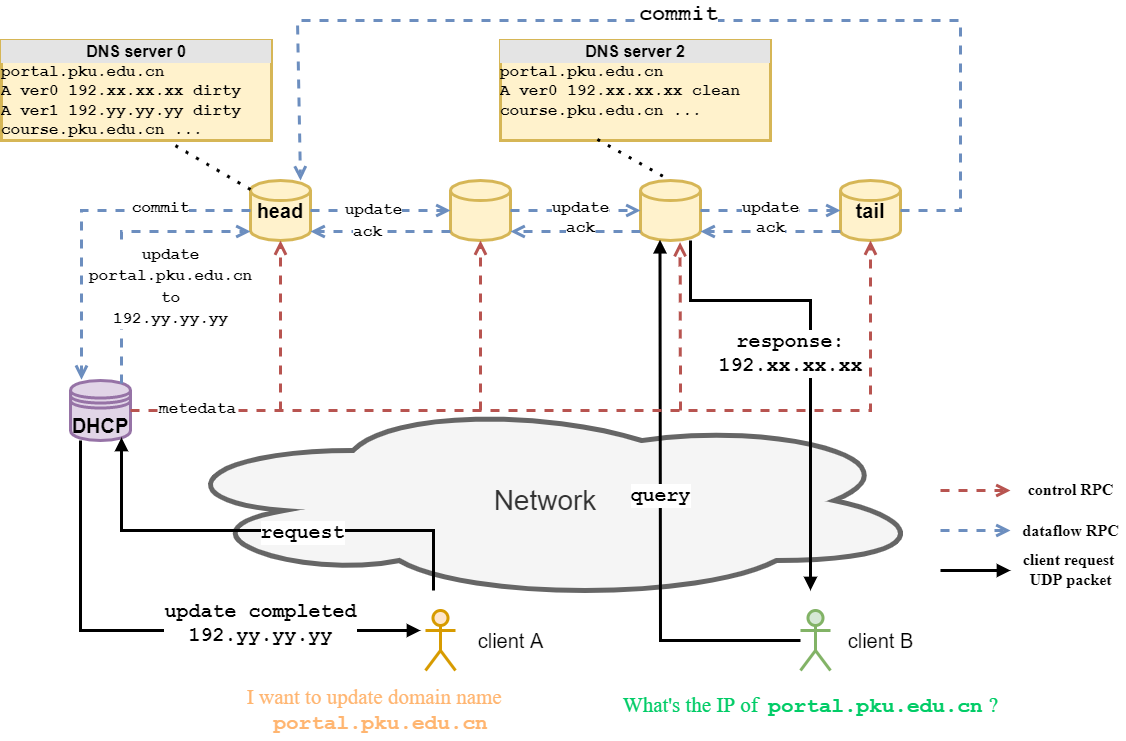 commit
DNS server 0
portal.pku.edu.cn
A ver0 192.xx.xx.xx dirty
A ver1 192.yy.yy.yy dirty
course.pku.edu.cn ...
DNS server 2
portal.pku.edu.cn
A ver0 192.xx.xx.xx clean
course.pku.edu.cn ...
commit
head
update
ack
update
ack
update
ack
tail
update
portal.pku.edu.cn
to
192.yy.yy.yy
response:
192.xx.xx.xx
DHCP
metedata
Network
query
request
control RPC
dataflow RPC
client request
UDP packet
update completed
192.yy.yy.yy
client A
client B
I want to update domain name
portal.pku.edu.cn
What's the IP of portal.pku.edu.cn ?